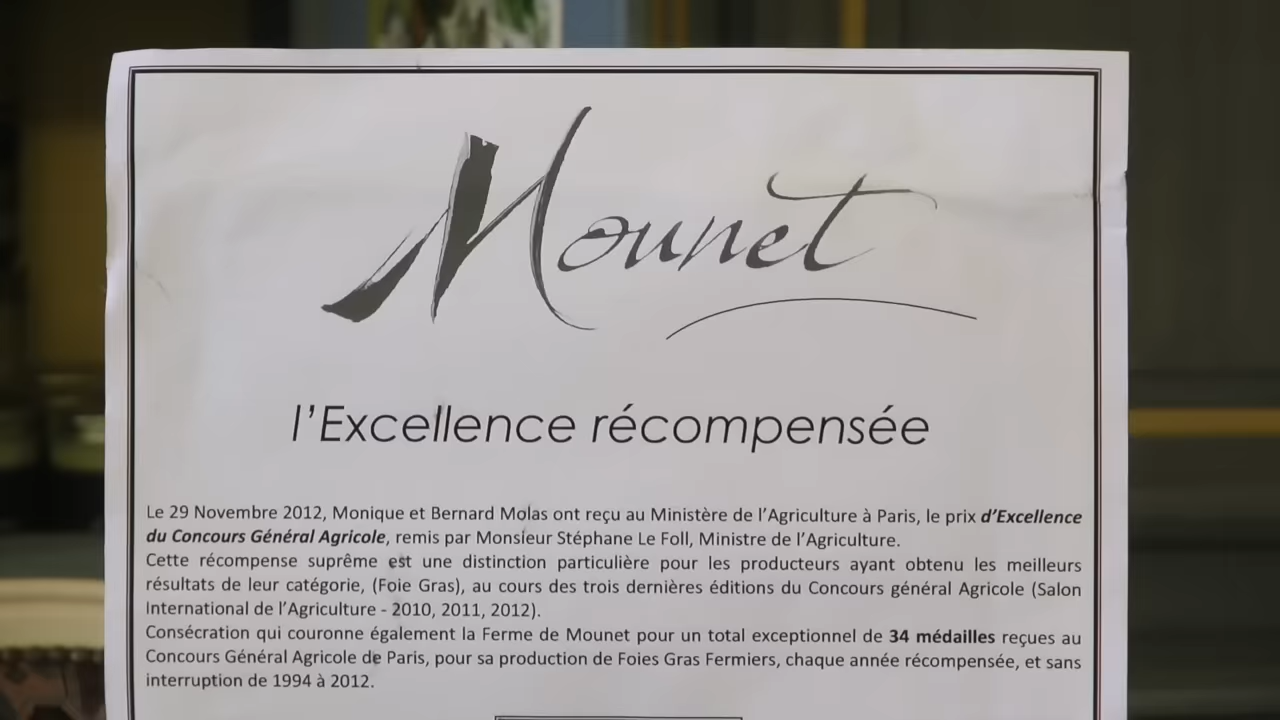 Mounet
l'Excellence récompensée
Le 29 Novembre 2012, Monique et Bernard Molas ont reçu au Ministère de l'Agriculture à Paris, le prix d'Excellence
du Concours Général Agricole, remis par Monsieur Stéphane Le Foll, Ministre de l'Agriculture.
Cette récompense suprême est une distinction particulière pour les producteurs ayant obtenu les meilleurs
résultats de leur catégorie, (Foie Gras), au cours des trois dernières éditions du Concours général Agricole (Salon
International de l'Agriculture - 2010, 2011, 2012).
Consécration qui couronne également la Ferme de Mounet pour un total exceptionnel de 34 médailles reçues au
Concours Général Agricole de Paris, pour sa production de Foies Gras Fermiers, chaque année récompensée, et sans
interruption de 1994 à 2012.